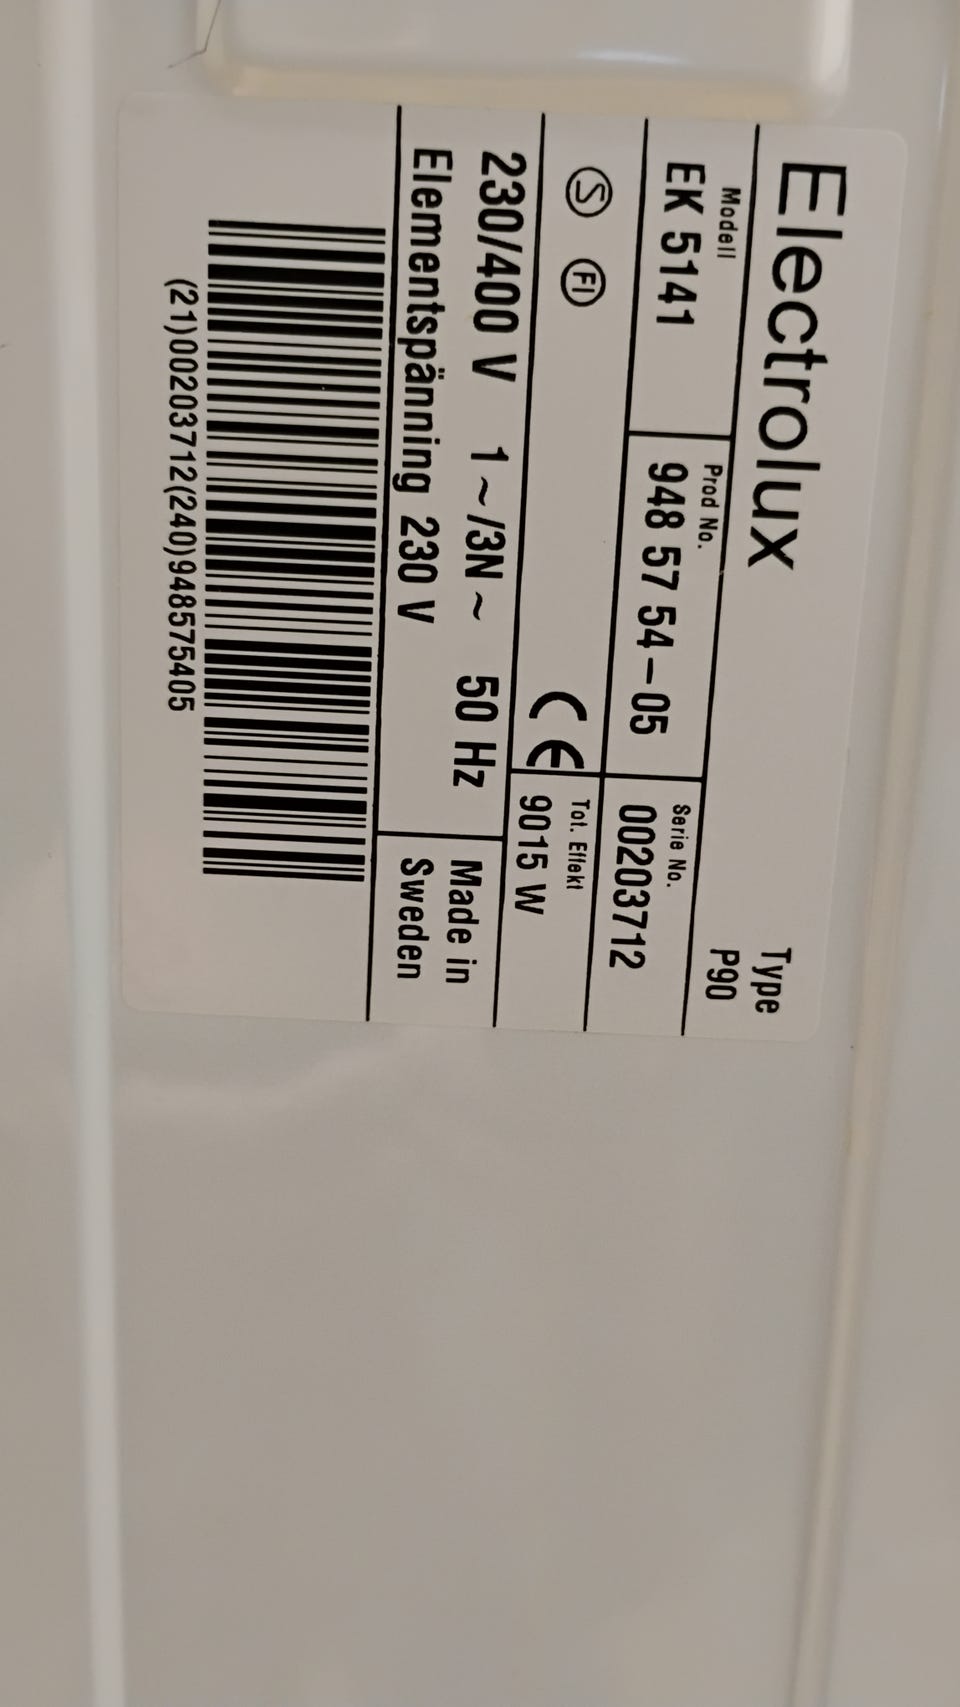 Electrolux
Type
P90
Modell
EK 5141
Prod No.
948 57 54-05
Serie No.
00203712
S FI
CE
Tot. Effekt
9015 W
230/400 V 1~/3N~ 50 Hz
Elementspänning 230 V
Made in
Sweden
(21)00203712(240)948575405